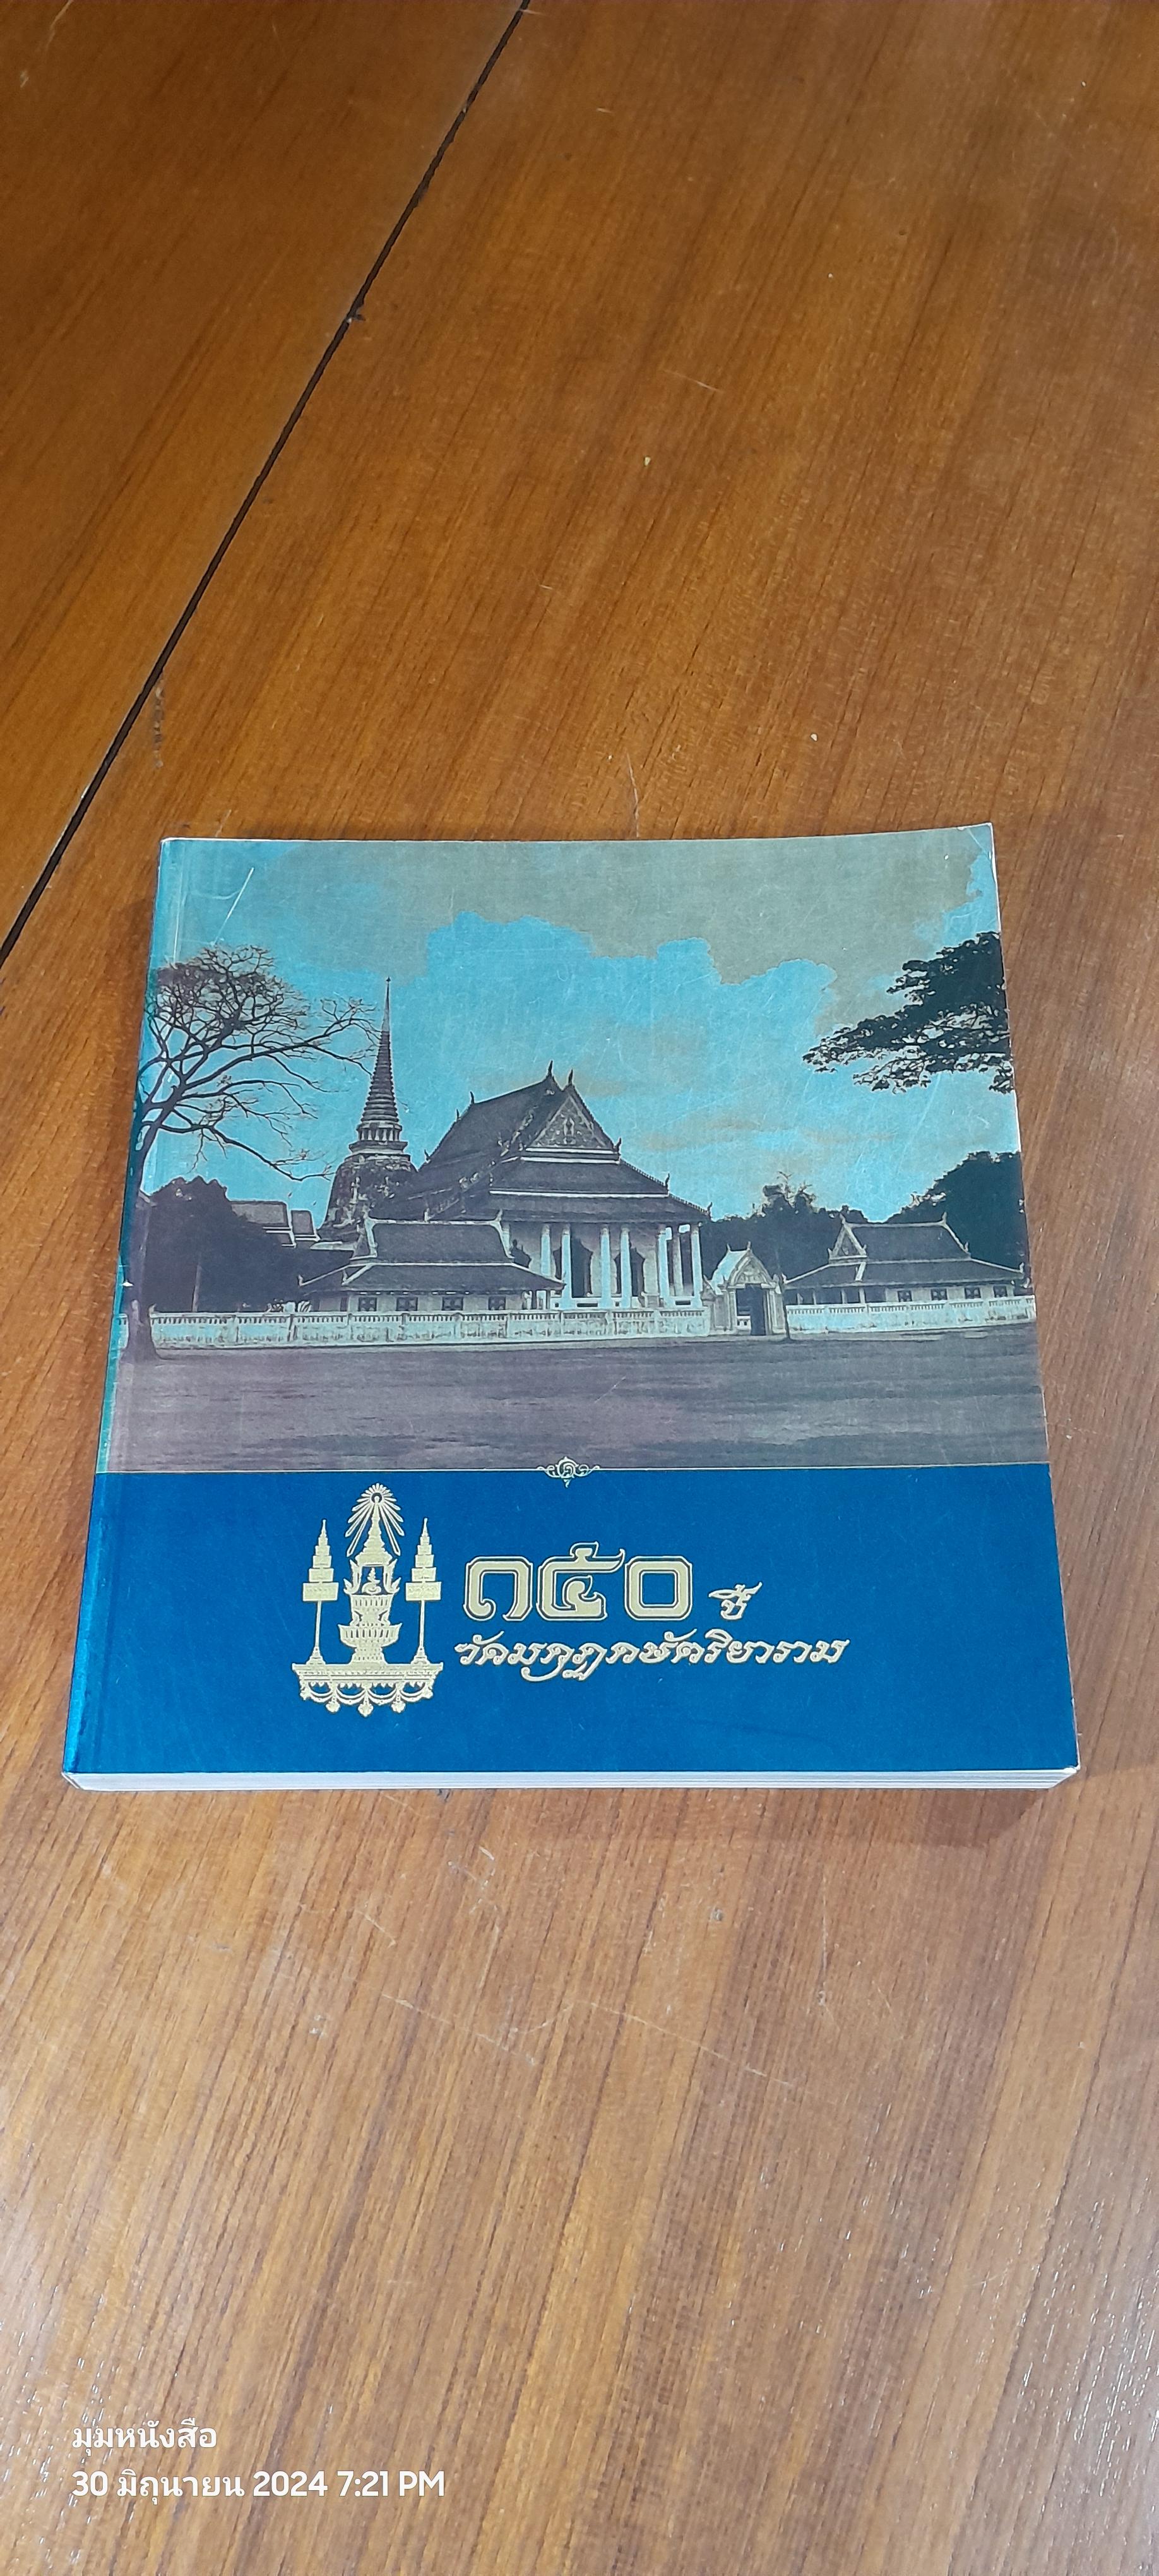 ๑๕๐ ปี
วัดมกุฏกษัตริยาราม
มุมหนังสือ
30 มิถุนายน 2024 7:21 PM